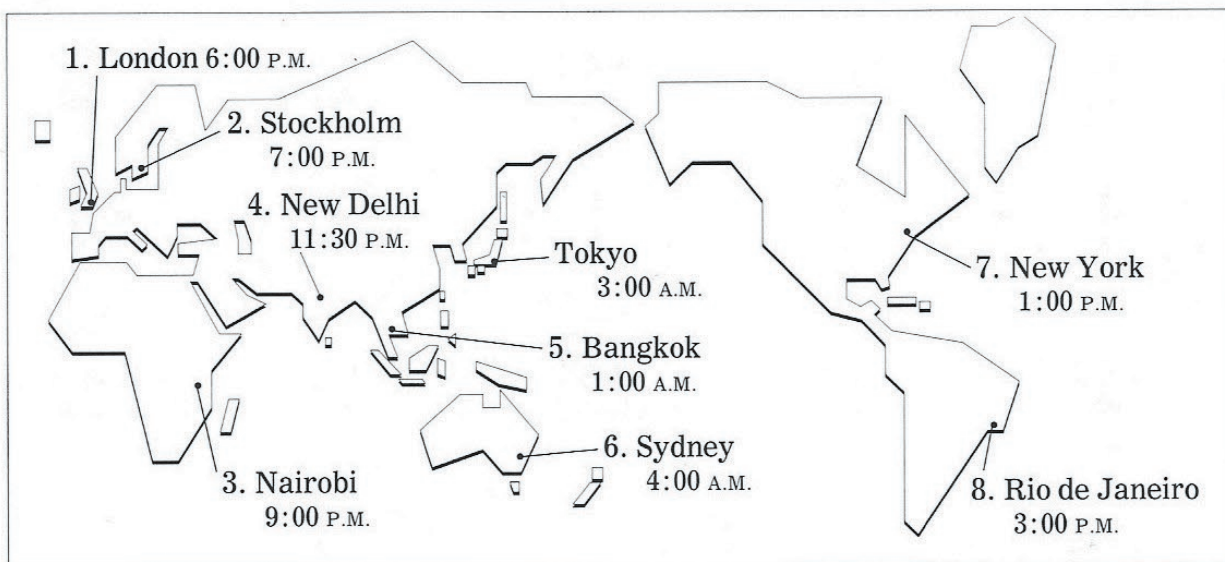 1. London 6:00 P.M.
2. Stockholm
7:00 P.M.
4. New Delhi
11:30 P.M.
Tokyo
3:00 A.M.
7. New York
1:00 P.M.
5. Bangkok
1:00 A.M.
6. Sydney
4:00 A.M.
3. Nairobi
9:00 P.M.
8. Rio de Janeiro
3:00 P.M.